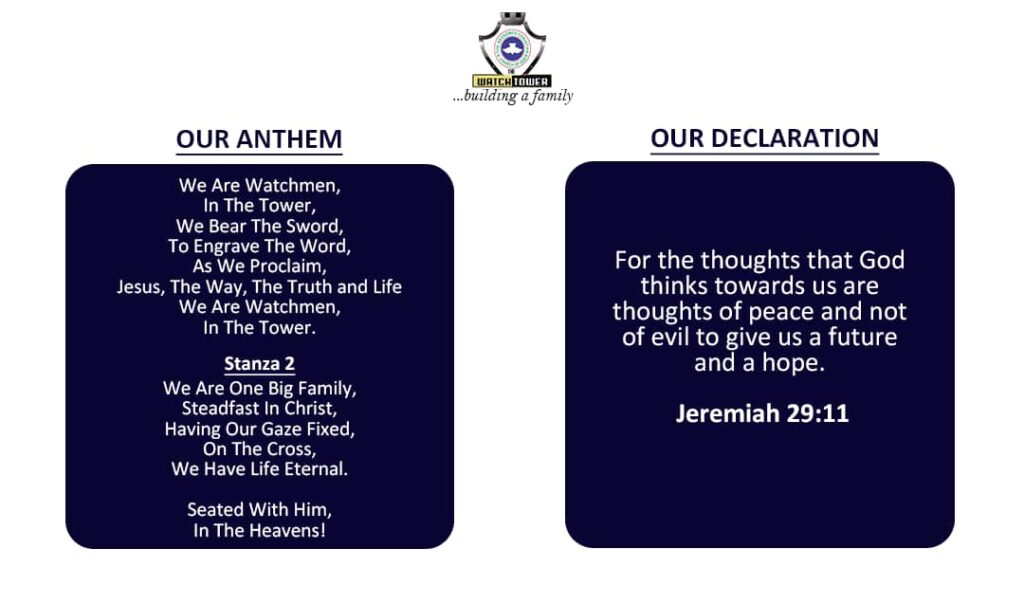 THE
WATCHTOWER
...building a family
OUR ANTHEM
We Are Watchmen,
In The Tower,
We Bear The Sword,
To Engrave The Word,
As We Proclaim,
Jesus, The Way, The Truth and Life
We Are Watchmen,
In The Tower.
Stanza 2
We Are One Big Family,
Steadfast In Christ,
Having Our Gaze Fixed,
On The Cross,
We Have Life Eternal.
Seated With Him,
In The Heavens!
OUR DECLARATION
For the thoughts that God
thinks towards us are
thoughts of peace and not
of evil to give us a future
and a hope.
Jeremiah 29:11